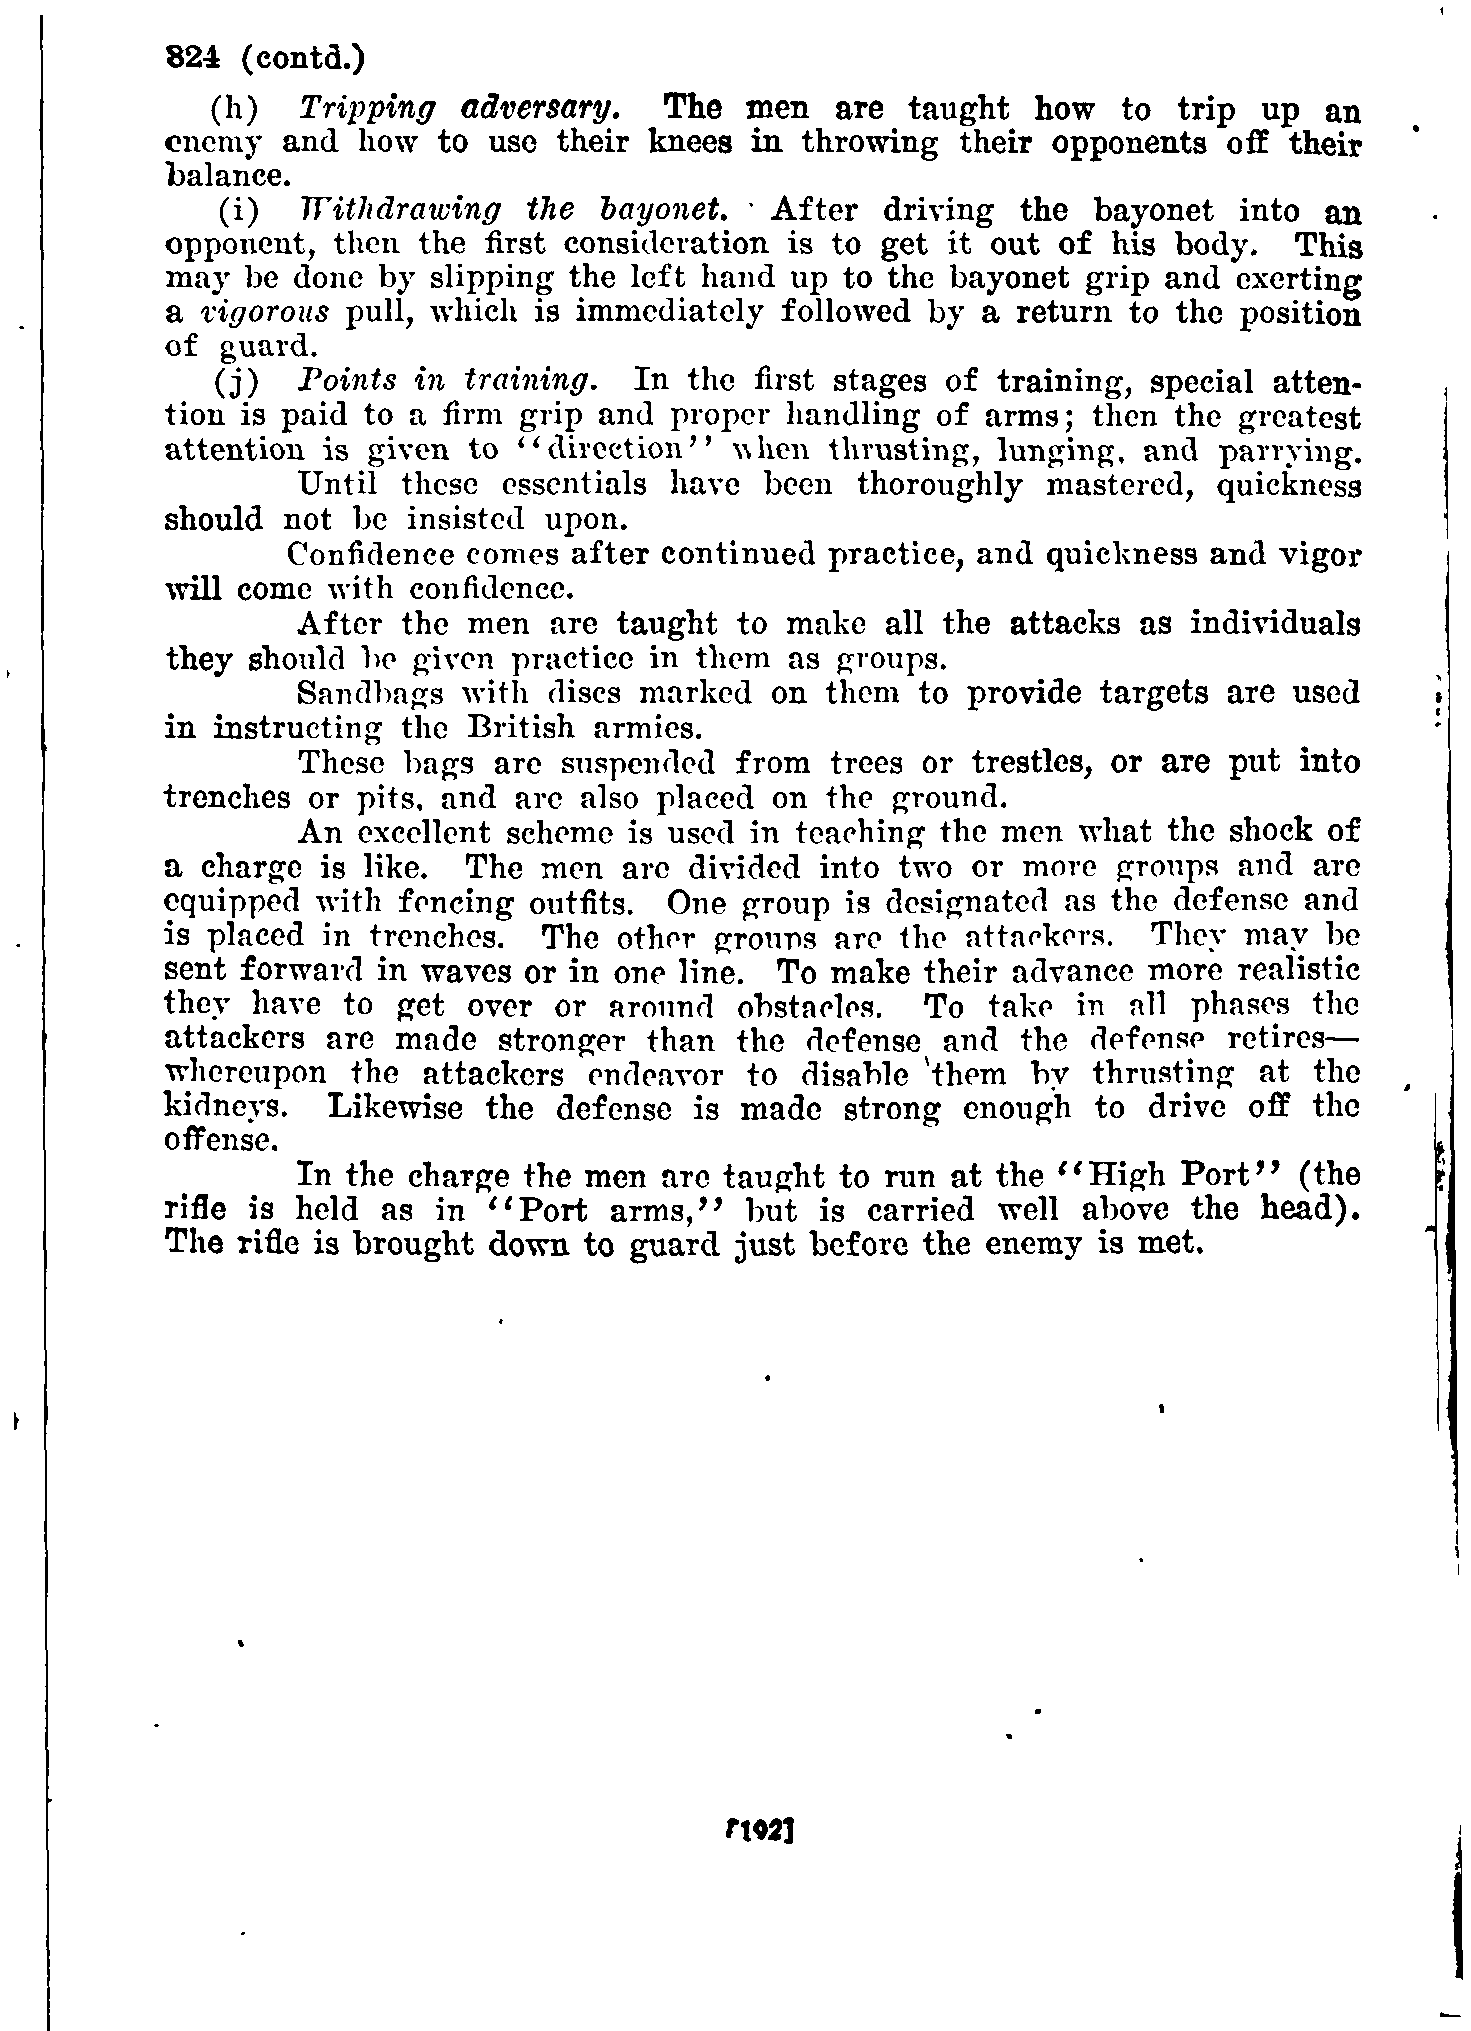 824 (contd.)
(h) Tripping adversary. The men are taught how to trip up an
enemy and how to use their knees in throwing their opponents off their
balance.
(i) Withdrawing the bayonet. After driving the bayonet into an
opponent, then the first consideration is to get it out of his body. This
may be done by slipping the left hand up to the bayonet grip and exerting
a vigorous pull, which is immediately followed by a return to the position
of guard.
(j) Points in training. In the first stages of training, special atten-
tion is paid to a firm grip and proper handling of arms; then the greatest
attention is given to "direction" when thrusting, lunging, and parrying.
Until these essentials have been thoroughly mastered, quickness
should not be insisted upon.
Confidence comes after continued practice, and quickness and vigor
will come with confidence.
After the men are taught to make all the attacks as individuals
they should be given practice in them as groups.
Sandbags with discs marked on them to provide targets are used
in instructing the British armies.
These bags are suspended from trees or trestles, or are put into
trenches or pits, and are also placed on the ground.
An excellent scheme is used in teaching the men what the shock of
a charge is like. The men are divided into two or more groups and are
equipped with fencing outfits. One group is designated as the defense and
is placed in trenches. The other groups are the attackers. They may be
sent forward in waves or in one line. To make their advance more realistic
they have to get over or around obstacles. To take in all phases the
attackers are made stronger than the defense and the defense retires—
whereupon the attackers endeavor to disable them by thrusting at the
kidneys. Likewise the defense is made strong enough to drive off the
offense.
In the charge the men are taught to run at the "High Port" (the
rifle is held as in "Port arms," but is carried well above the head).
The rifle is brought down to guard just before the enemy is met.
[102]